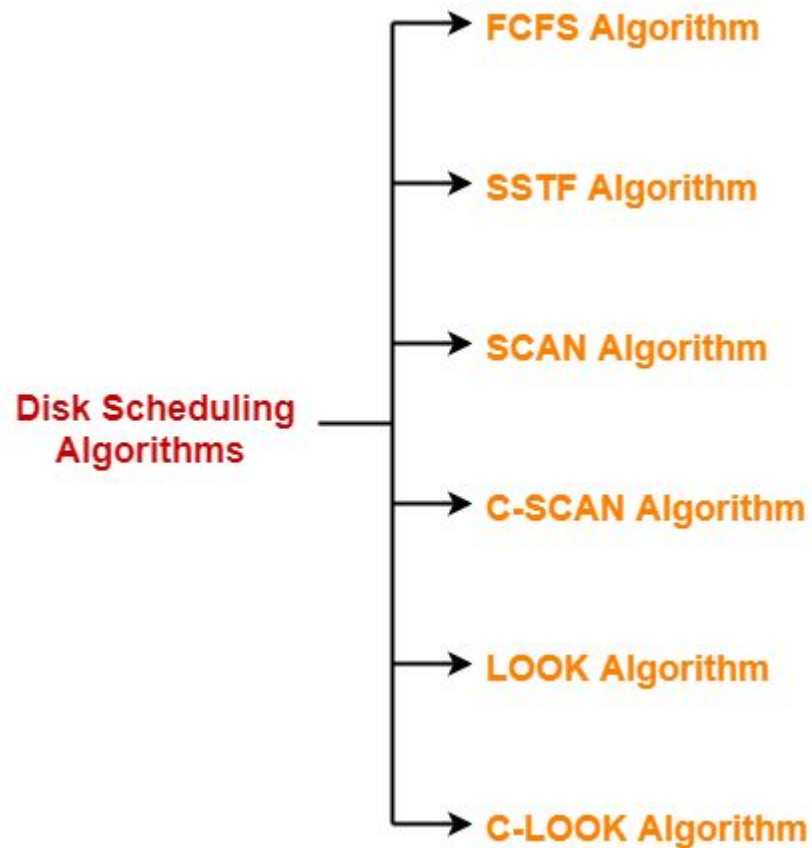 FCFS Algorithm
SSTF Algorithm
SCAN Algorithm
Disk Scheduling
Algorithms
C-SCAN Algorithm
LOOK Algorithm
C-LOOK Algorithm